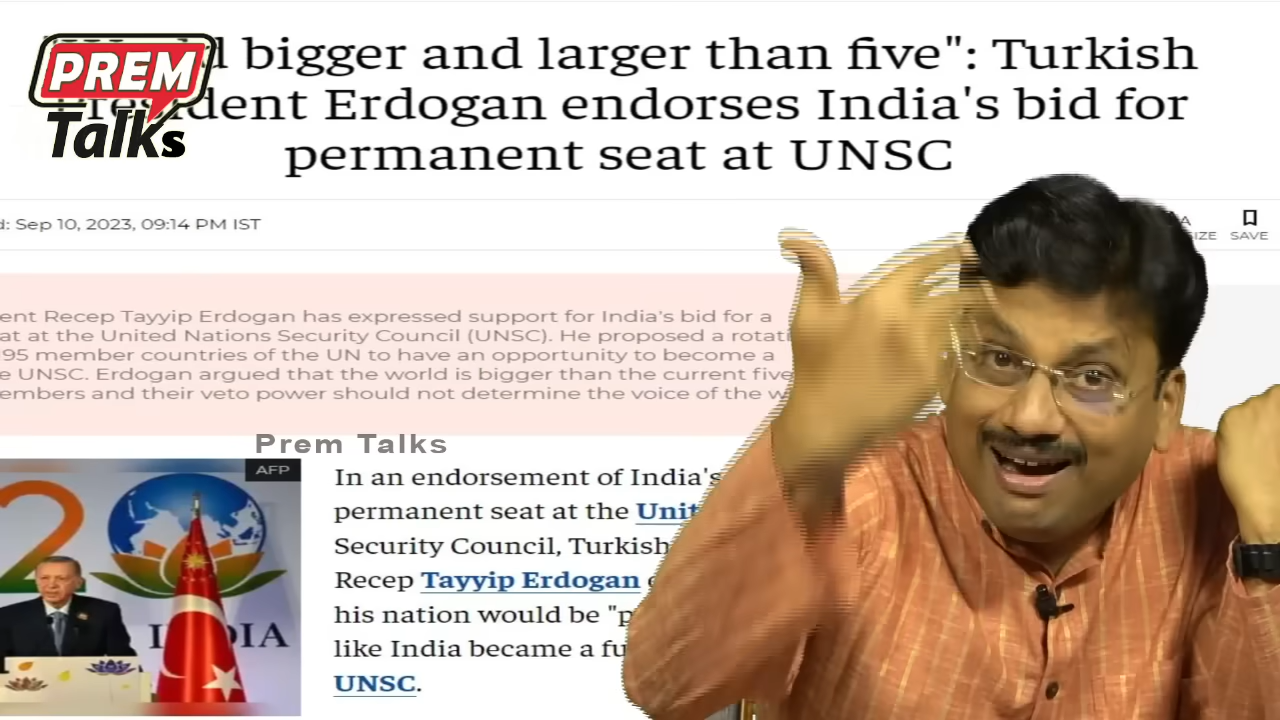 PREM
Talks
bigger and larger than five": Turkish
President Erdogan endorses India's bid for
permanent seat at UNSC
Sep 10, 2023, 09:14 PM IST
SAVE
Recep Tayyip Erdogan has expressed support for India's bid for a
at the United Nations Security Council (UNSC). He proposed a
95 member countries of the UN to have an opportunity to become a
UNSC. Erdogan argued that the world is bigger than the current five
and their veto power should not determine the voice of the
Prem Talks
AFP
In an endorsement of India's
permanent seat at the
Security Council, Turkish
Recep Tayyip Erdogan
his nation would be
like India became a
UNSC.